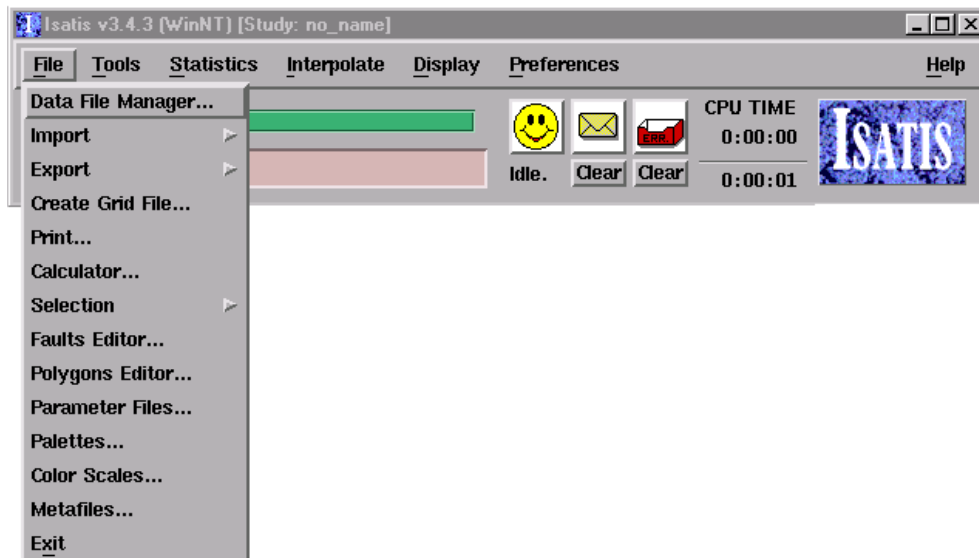 Isatis v3.4.3 (WinNT) [Study: no_name]
File Tools Statistics Interpolate Display Preferences Help
Data File Manager...
Import
Export
Create Grid File...
Print...
Calculator...
Selection
Faults Editor...
Polygons Editor...
Parameter Files...
Palettes...
Color Scales...
Metafiles...
Exit
ERR.
Idle. Clear Clear
CPU TIME
0:00:00
0:00:01
ISATIS